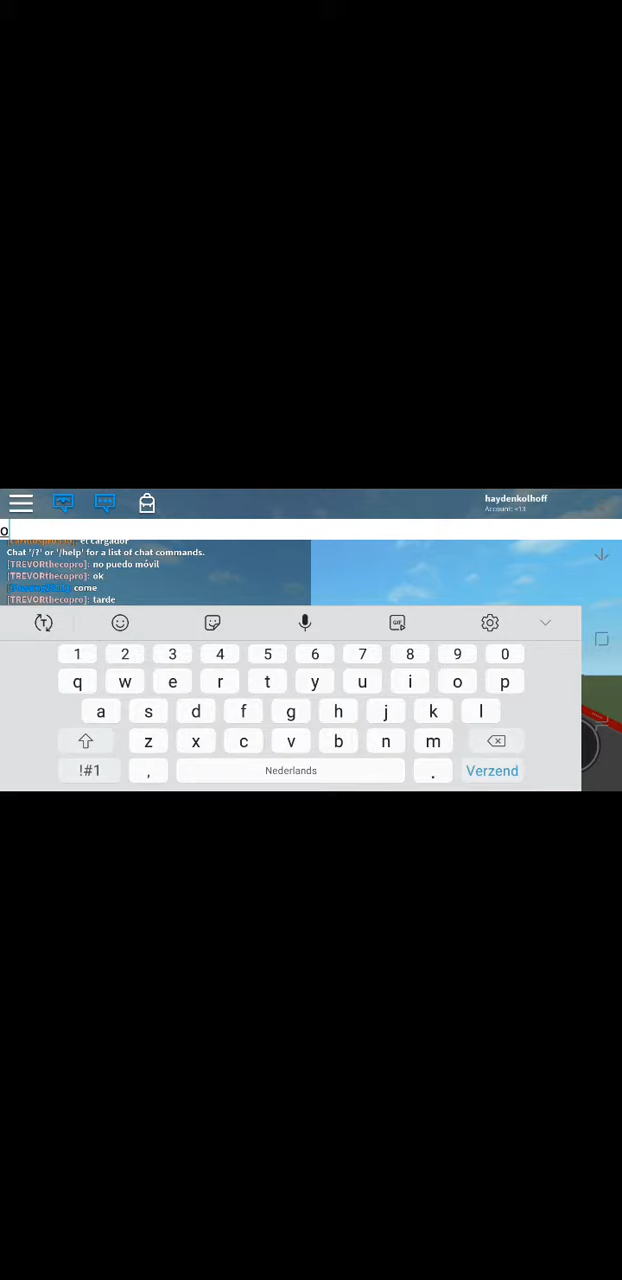 haydenkolhoff
Account: <13
o
el cargador
Chat '/?' or '/help' for a list of chat commands.
[TREVORthecopro]: no puedo móvil
[TREVORthecopro]: ok
come
[TREVORthecopro]: tarde
T
GIF
1 2 3 4 5 6 7 8 9 0
q w e r t y u i o p
a s d f g h j k l
z x c v b n m
!#1 , Nederlands . Verzend